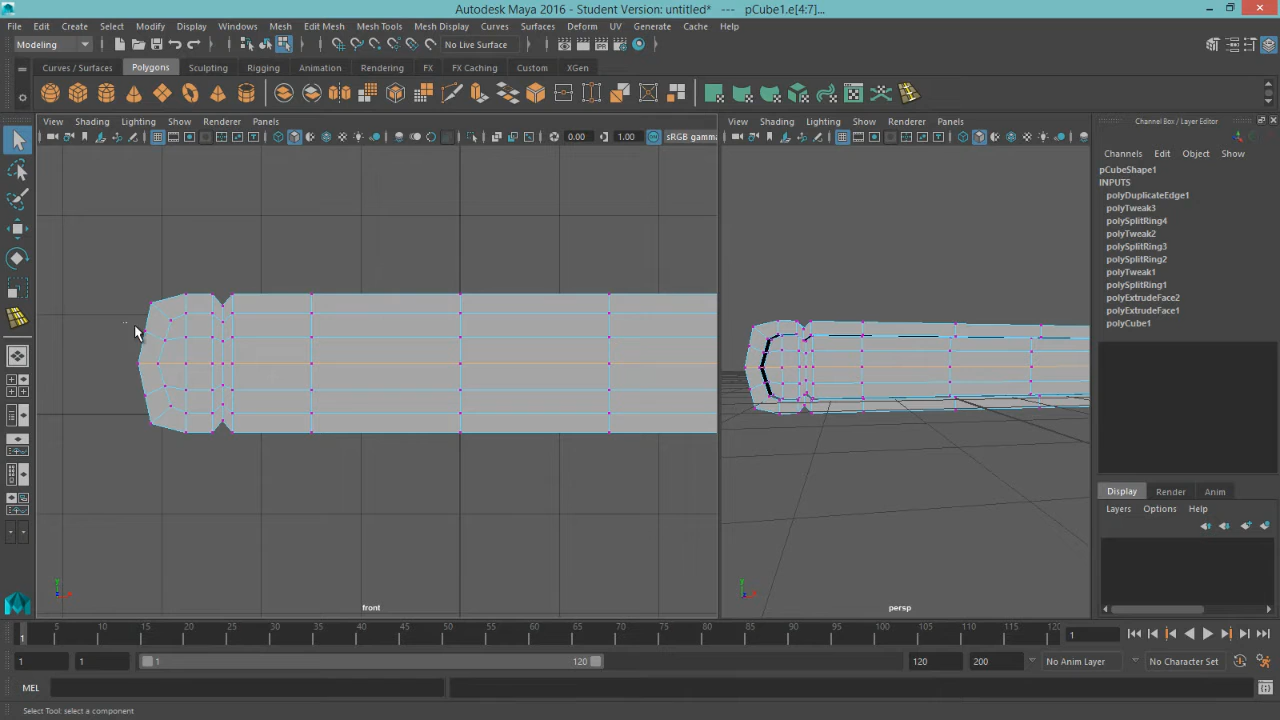 Autodesk Maya 2016 - Student Version: untitled* --- pCube1.e[4:7]...
File Edit Create Select Modify Display Windows Mesh Edit Mesh Mesh Tools Mesh Display Curves Surfaces Deform UV Generate Cache Help
Modeling No Live Surface
Curves / Surfaces Polygons Sculpting Rigging Animation Rendering FX FX Caching Custom XGen
View Shading Lighting Show Renderer Panels
View Shading Lighting Show Renderer Panels
Channel Box / Layer Editor
0.00 1.00 sRGB gamma
Channels Edit Object Show
pCubeShape1
INPUTS
polyDuplicateEdge1
polyTweak3
polySplitRing4
polyTweak2
polySplitRing3
polySplitRing2
polyTweak1
polySplitRing1
polyExtrudeFace2
polyExtrudeFace1
polyCube1
Display Render Anim
Layers Options Help
front
persp
5 10 15 20 25 30 35 40 45 50 55 60 65 70 75 80 85 90 95 100 105 110 115 120
1
1
1 1 1 120 120 200 No Anim Layer No Character Set
MEL
Select Tool: select a component